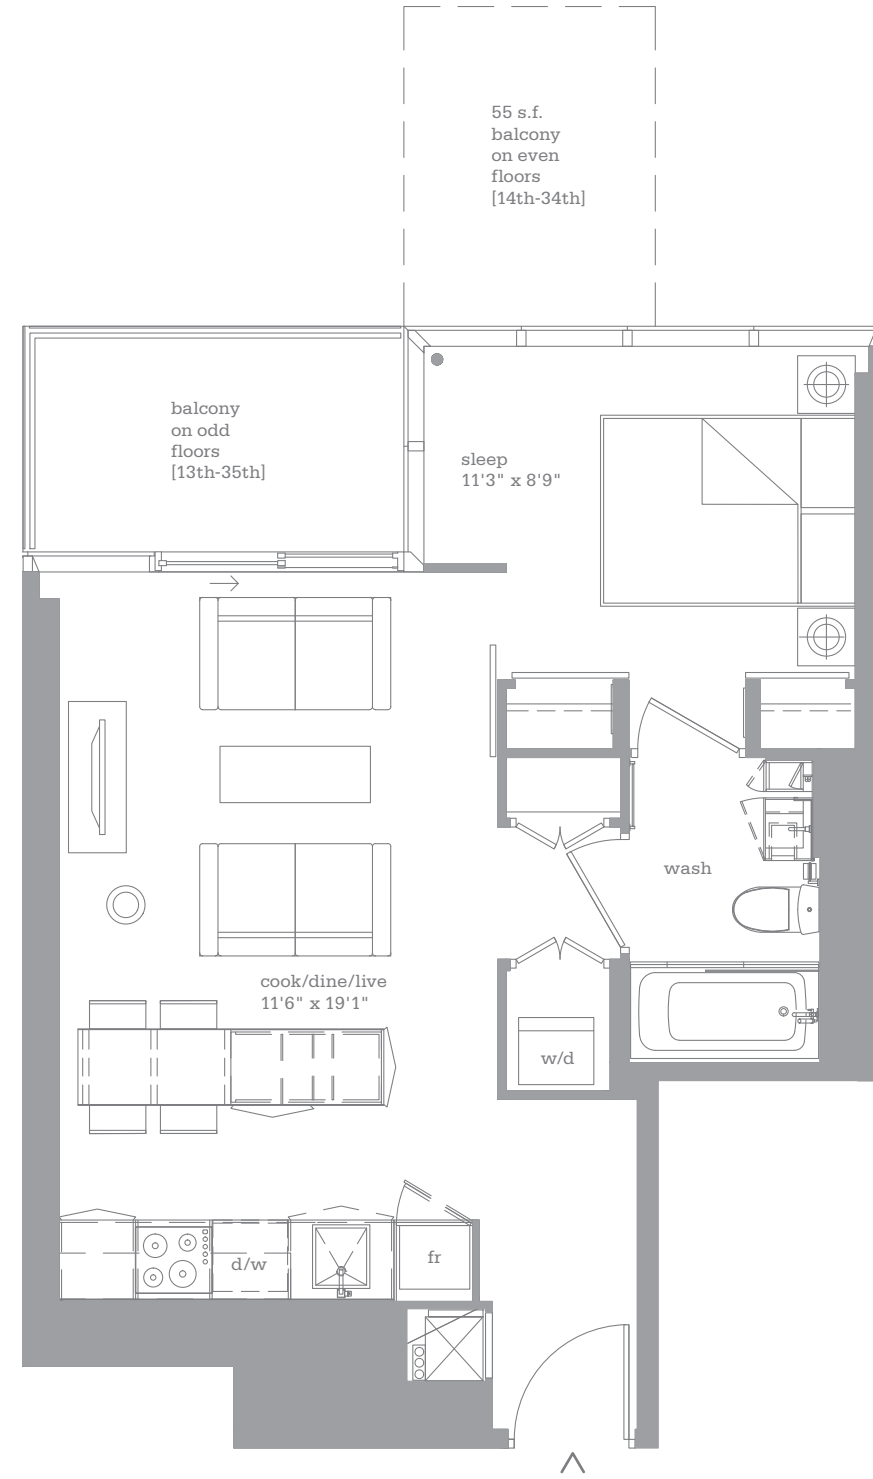 55 s.f.
balcony
on even
floors
[14th-34th]
balcony
on odd
floors
[13th-35th]
sleep
11'3" x 8'9"
wash
cook/dine/live
11'6" x 19'1"
w/d
d/w
fr